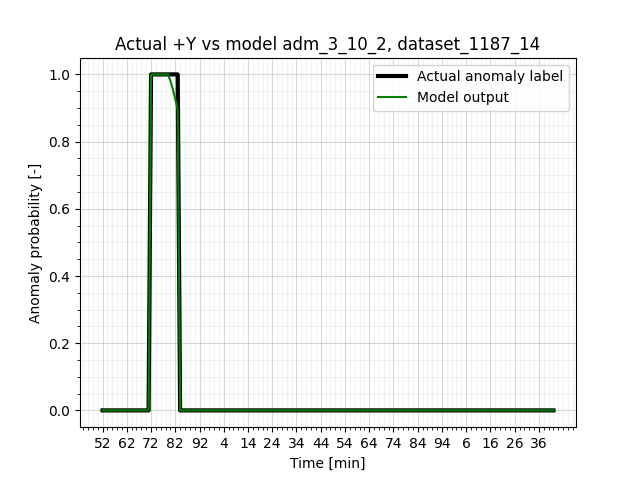 Actual +Y vs model adm_3_10_2, dataset_1187_14
Actual anomaly label
Model output
Anomaly probability [-]
1.0
0.8
0.6
0.4
0.2
0.0
52 62 72 82 92 4 14 24 34 44 54 64 74 84 94 6 16 26 36
Time [min]